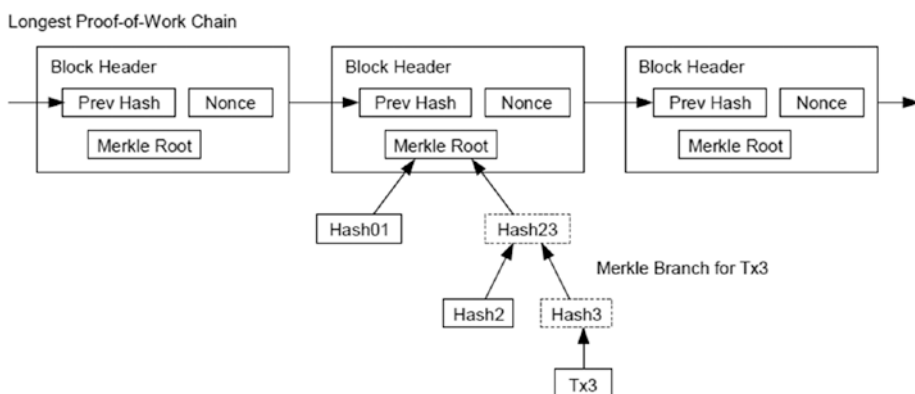 Longest Proof-of-Work Chain
Block Header Block Header Block Header
Prev Hash Nonce Prev Hash Nonce Prev Hash Nonce
Merkle Root Merkle Root Merkle Root
Hash01 Hash23
Merkle Branch for Tx3
Hash2 Hash3
Tx3